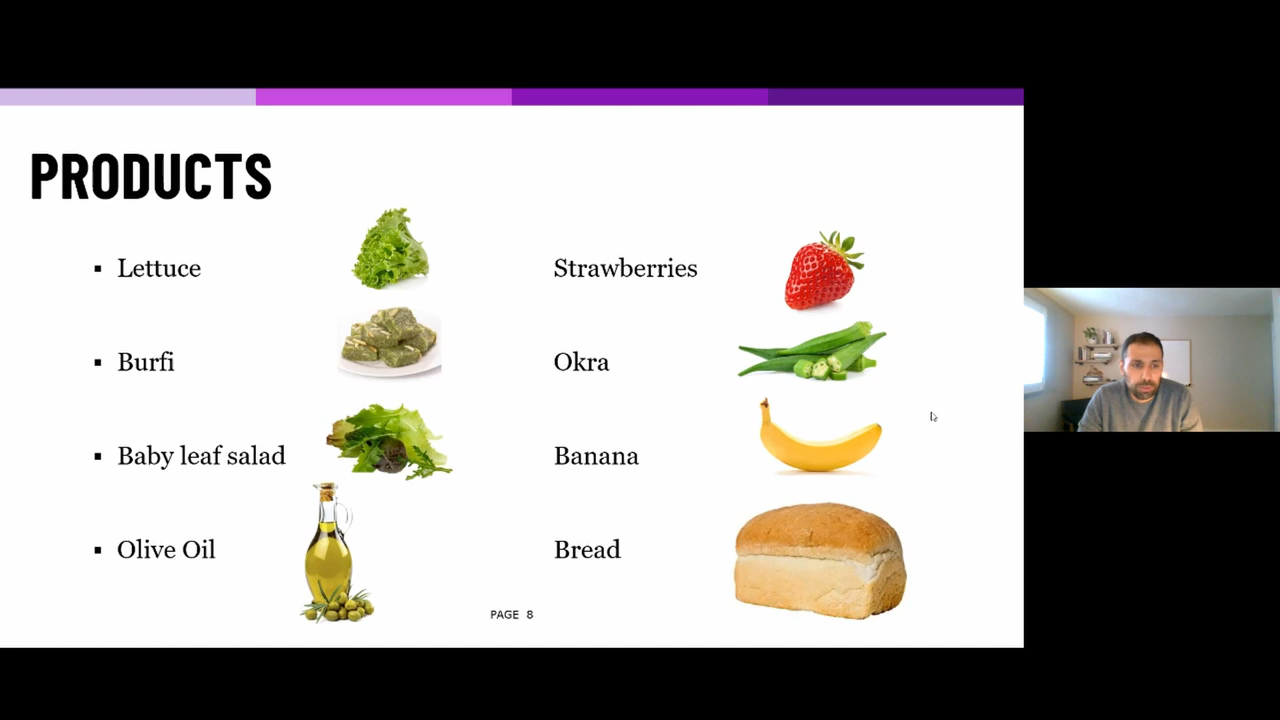 PRODUCTS
▪ Lettuce
▪ Burfi
▪ Baby leaf salad
▪ Olive Oil
Strawberries
Okra
Banana
Bread
PAGE 8